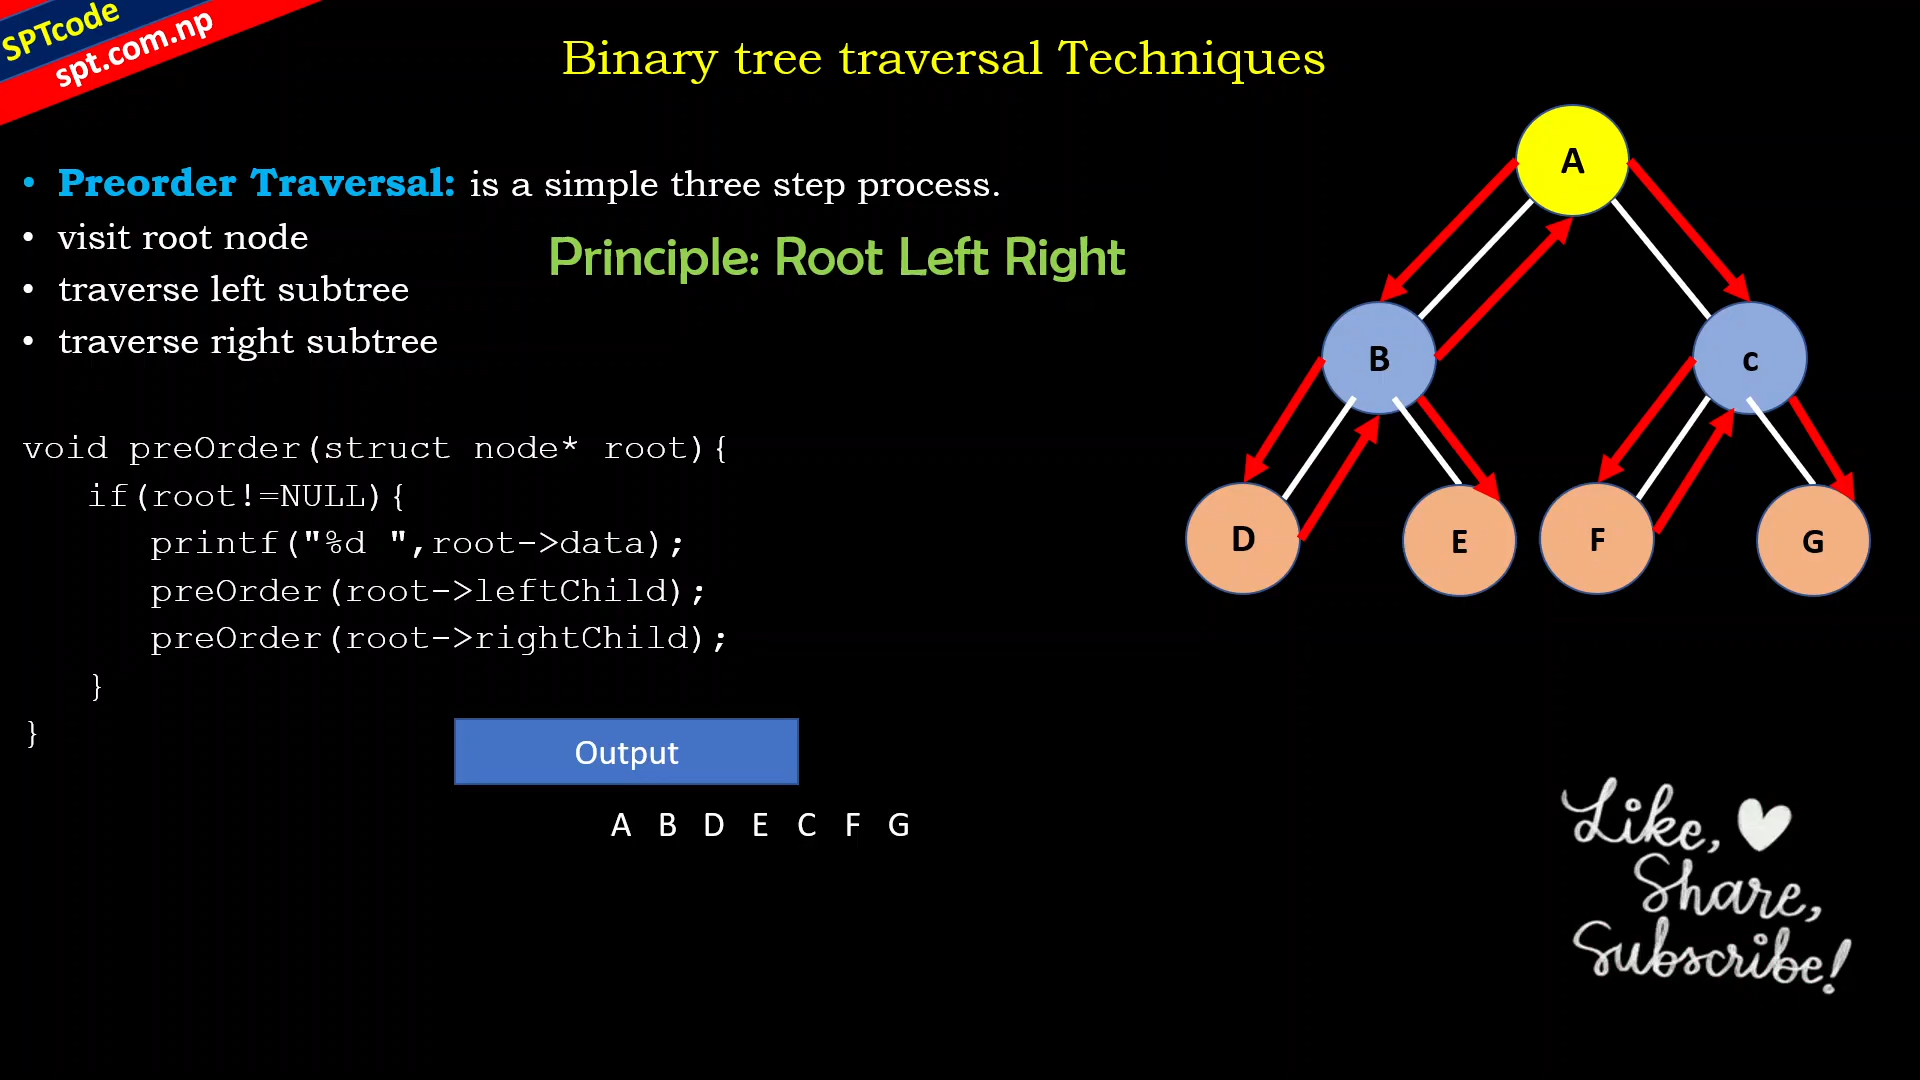 SPTcode
spt.com.np
Binary tree traversal Techniques
• Preorder Traversal: is a simple three step process.
• visit root node
• traverse left subtree
• traverse right subtree
Principle: Root Left Right
void preOrder(struct node* root){
if(root!=NULL){
printf("%d ",root->data);
preOrder(root->leftChild);
preOrder(root->rightChild);
}
}
Output
A B D E C F G
A
B c
D E F G
Like,
Share,
Subscribe!